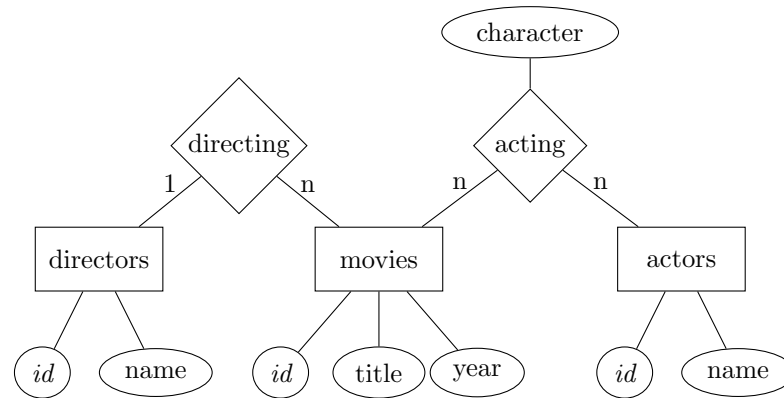 character
directing
acting
1
n
n
n
directors
movies
actors
id
name
id
title
year
id
name